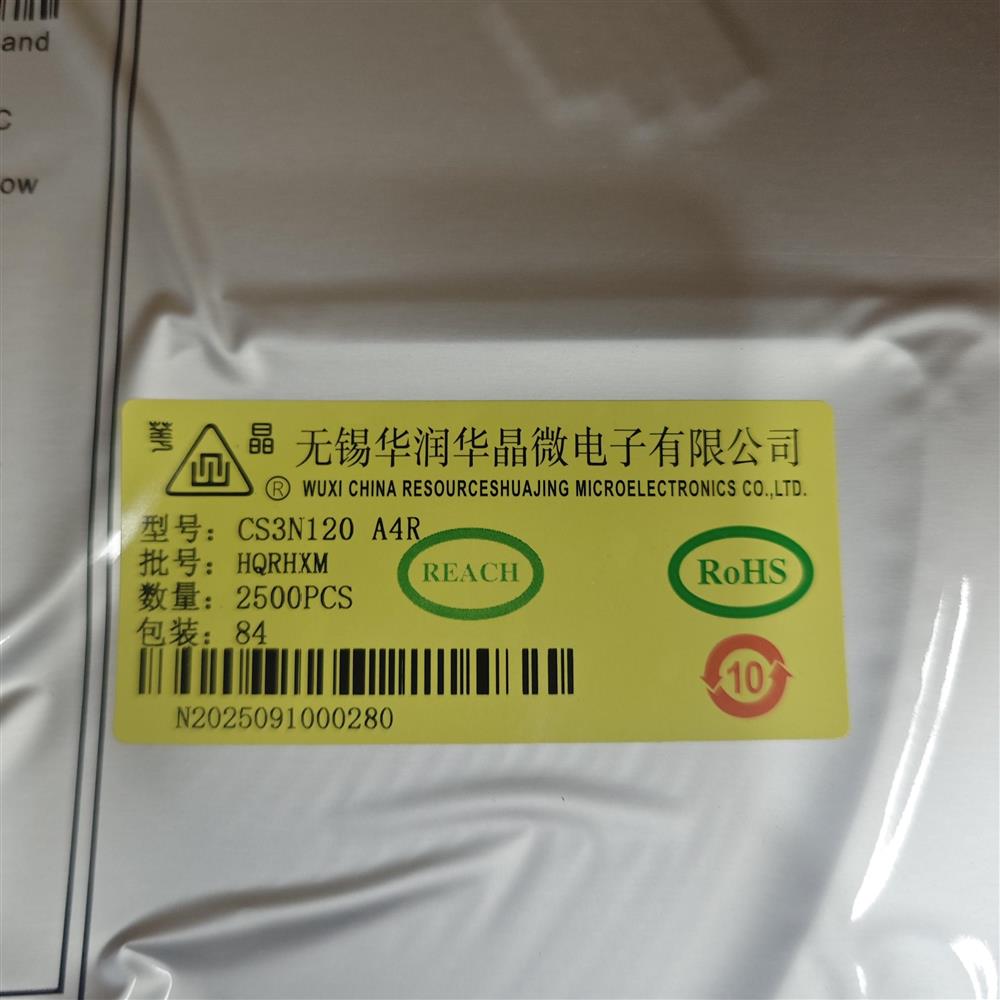 and
C
ow
華 晶
无锡华润华晶微电子有限公司
® WUXI CHINA RESOURCESHUAJING MICROELECTRONICS CO.,LTD.
型号: CS3N120 A4R
批号: HQRHXM
数量: 2500PCS
包装: 84
REACH
RoHS
10
N2025091000280